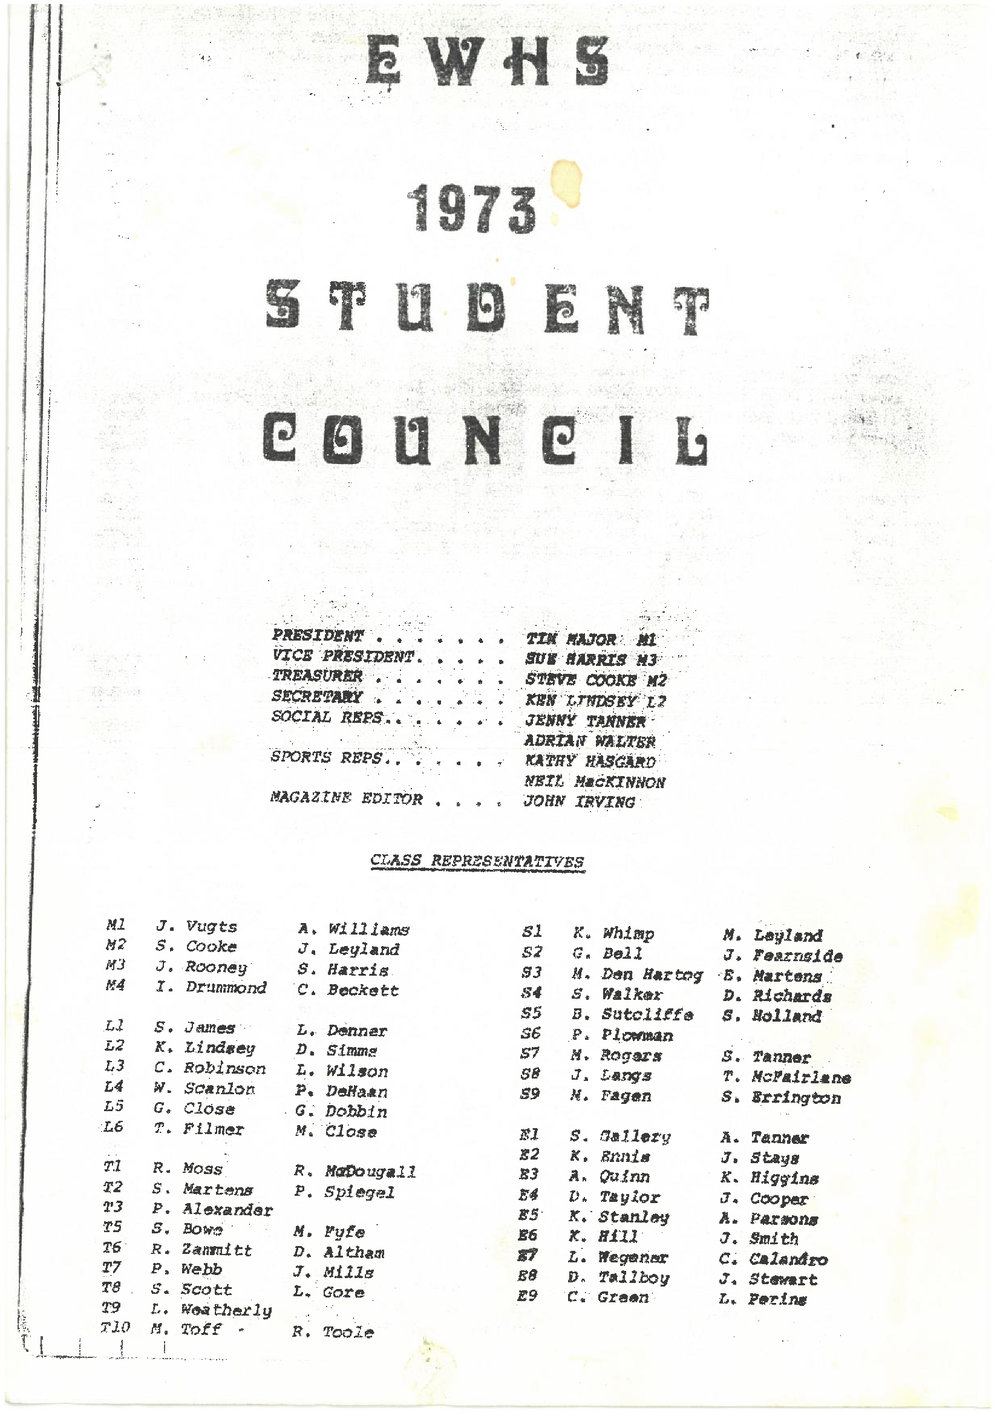 EWHS
1973
STUDENT
COUNCIL
PRESIDENT . . . . . . . TIM MAJOR M1
VICE PRESIDENT. . . . . SUE HARRIS M3
TREASURER . . . . . . . STEVE COOKE M2
SECRETARY . . . . . . . KEN LINDSEY L2
SOCIAL REPS.. . . . . . JENNY TANNER
ADRIAN WALTER
SPORTS REPS.. . . . . . KATHY HASGARD
NEIL MacKINNON
MAGAZINE EDITOR . . . . JOHN IRVING
CLASS REPRESENTATIVES
M1 J. Vugts A. Williams
M2 S. Cooke J. Leyland
M3 J. Rooney S. Harris
M4 I. Drummond C. Beckett
L1 S. James L. Denner
L2 K. Lindsey D. Simms
L3 C. Robinson L. Wilson
L4 W. Scanlon P. DeHaan
L5 G. Close G. Dobbin
L6 T. Filmer M. Close
T1 R. Moss R. McDougall
T2 S. Martens P. Spiegel
T3 P. Alexander
T5 S. Bowe M. Fyfe
T6 R. Zammitt D. Altham
T7 P. Webb J. Mills
T8 S. Scott L. Gore
T9 L. Weatherly
T10 M. Toff - R. Toole
S1 K. Whimp M. Leyland
S2 G. Bell J. Fearnside
S3 M. Den Hartog E. Martens
S4 S. Walker D. Richards
S5 B. Sutcliffe S. Holland
S6 P. Plowman
S7 M. Rogers S. Tanner
S8 J. Langs T. McFairlane
S9 N. Fagen S. Errington
E1 S. Gallery A. Tanner
E2 K. Ennis J. Stays
E3 A. Quinn K. Higgins
E4 D. Taylor J. Cooper
E5 K. Stanley A. Parsons
E6 K. Hill J. Smith
E7 L. Wegener C. Calandro
E8 D. Tallboy J. Stewart
E9 C. Green L. Perins